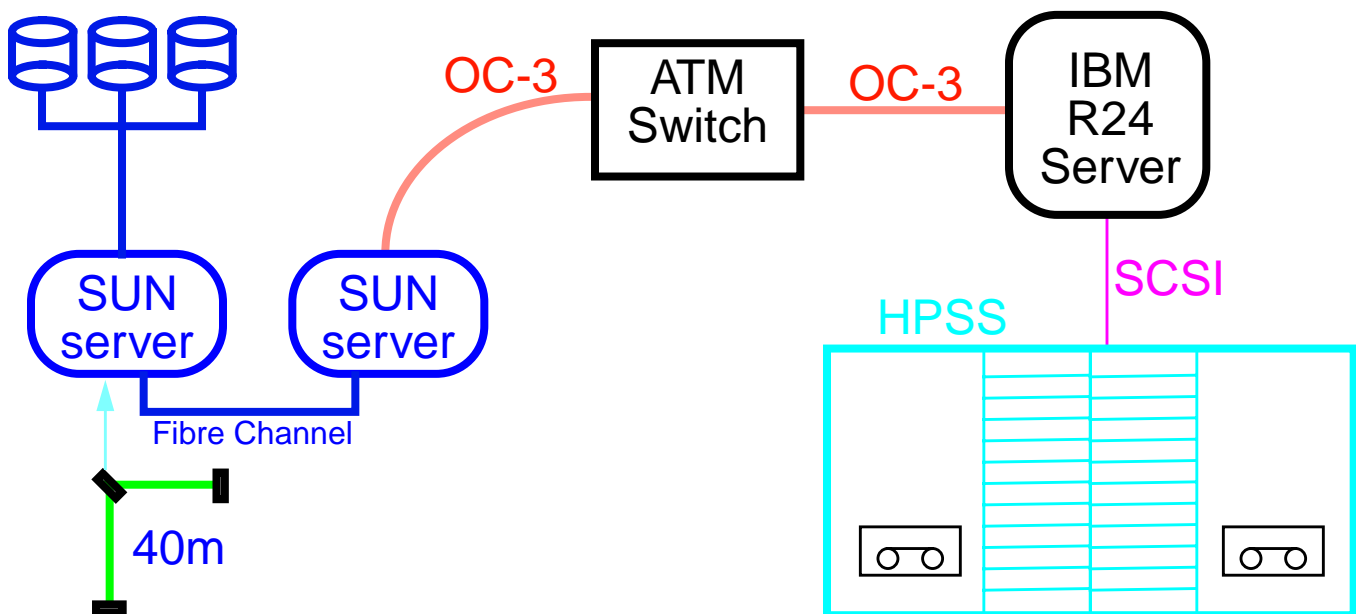 OC-3
ATM
Switch
OC-3
IBM
R24
Server
SUN
server
SUN
server
SCSI
HPSS
Fibre Channel
40m